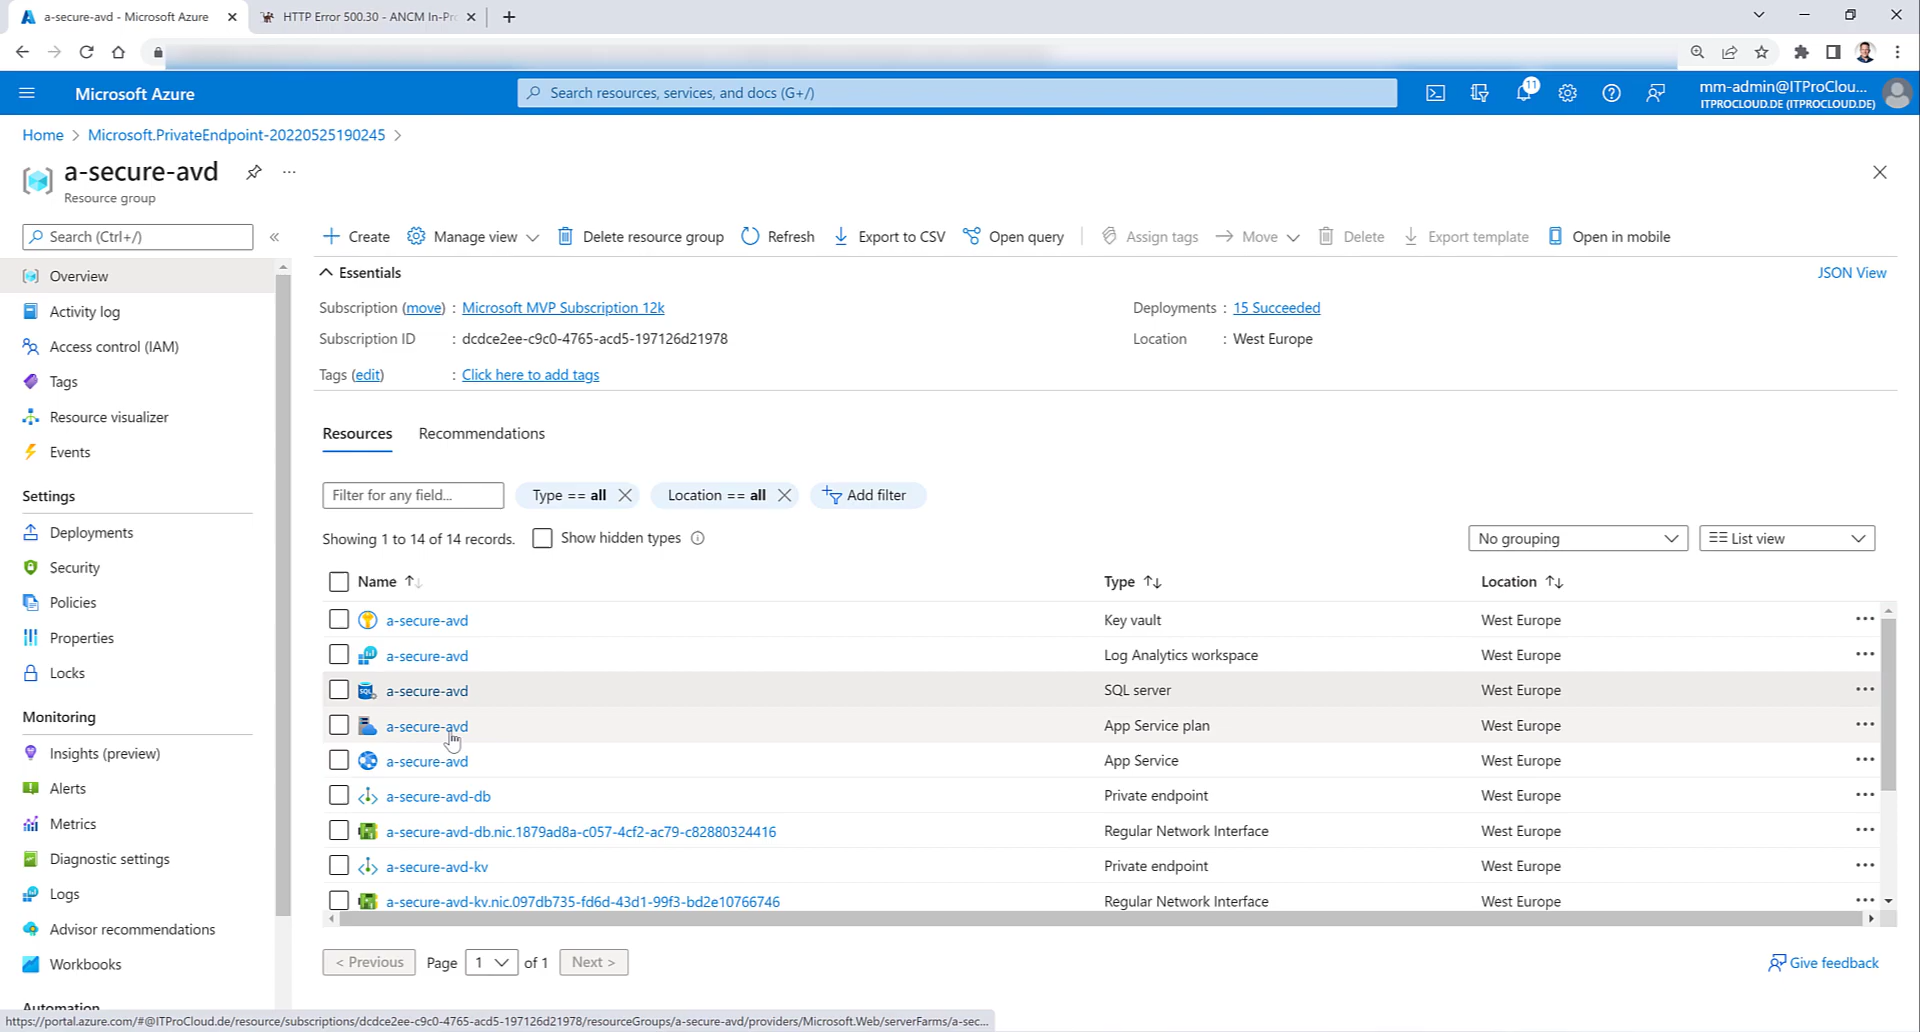 a-secure-avd - Microsoft Azure
HTTP Error 500.30 - ANCM In-Pro
Microsoft Azure
Search resources, services, and docs (G+/)
11
mm-admin@ITProClou...
ITPROCLOUD.DE (ITPROCLOUD.DE)
Home > Microsoft.PrivateEndpoint-20220525190245 >
a-secure-avd
Resource group
Search (Ctrl+/)
Overview
Activity log
Access control (IAM)
Tags
Resource visualizer
Events
Settings
Deployments
Security
Policies
Properties
Locks
Monitoring
Insights (preview)
Alerts
Metrics
Diagnostic settings
Logs
Advisor recommendations
Workbooks
Automation
Create
Manage view
Delete resource group
Refresh
Export to CSV
Open query
Assign tags
Move
Delete
Export template
Open in mobile
Essentials
JSON View
Subscription (move) : Microsoft MVP Subscription 12k
Deployments : 15 Succeeded
Subscription ID : dcdce2ee-c9c0-4765-acd5-197126d21978
Location : West Europe
Tags (edit) : Click here to add tags
Resources
Recommendations
Filter for any field...
Type == all
Location == all
Add filter
Showing 1 to 14 of 14 records.
Show hidden types
No grouping
List view
Name
Type
Location
a-secure-avd Key vault West Europe
a-secure-avd Log Analytics workspace West Europe
SQL a-secure-avd SQL server West Europe
a-secure-avd App Service plan West Europe
a-secure-avd App Service West Europe
a-secure-avd-db Private endpoint West Europe
a-secure-avd-db.nic.1879ad8a-c057-4cf2-ac79-c82880324416 Regular Network Interface West Europe
a-secure-avd-kv Private endpoint West Europe
a-secure-avd-kv.nic.097db735-fd6d-43d1-99f3-bd2e10766746 Regular Network Interface West Europe
< Previous
Page 1 of 1
Next >
Give feedback
https://portal.azure.com/#@ITProCloud.de/resource/subscriptions/dcdce2ee-c9c0-4765-acd5-197126d21978/resourceGroups/a-secure-avd/providers/Microsoft.Web/serverFarms/a-sec...